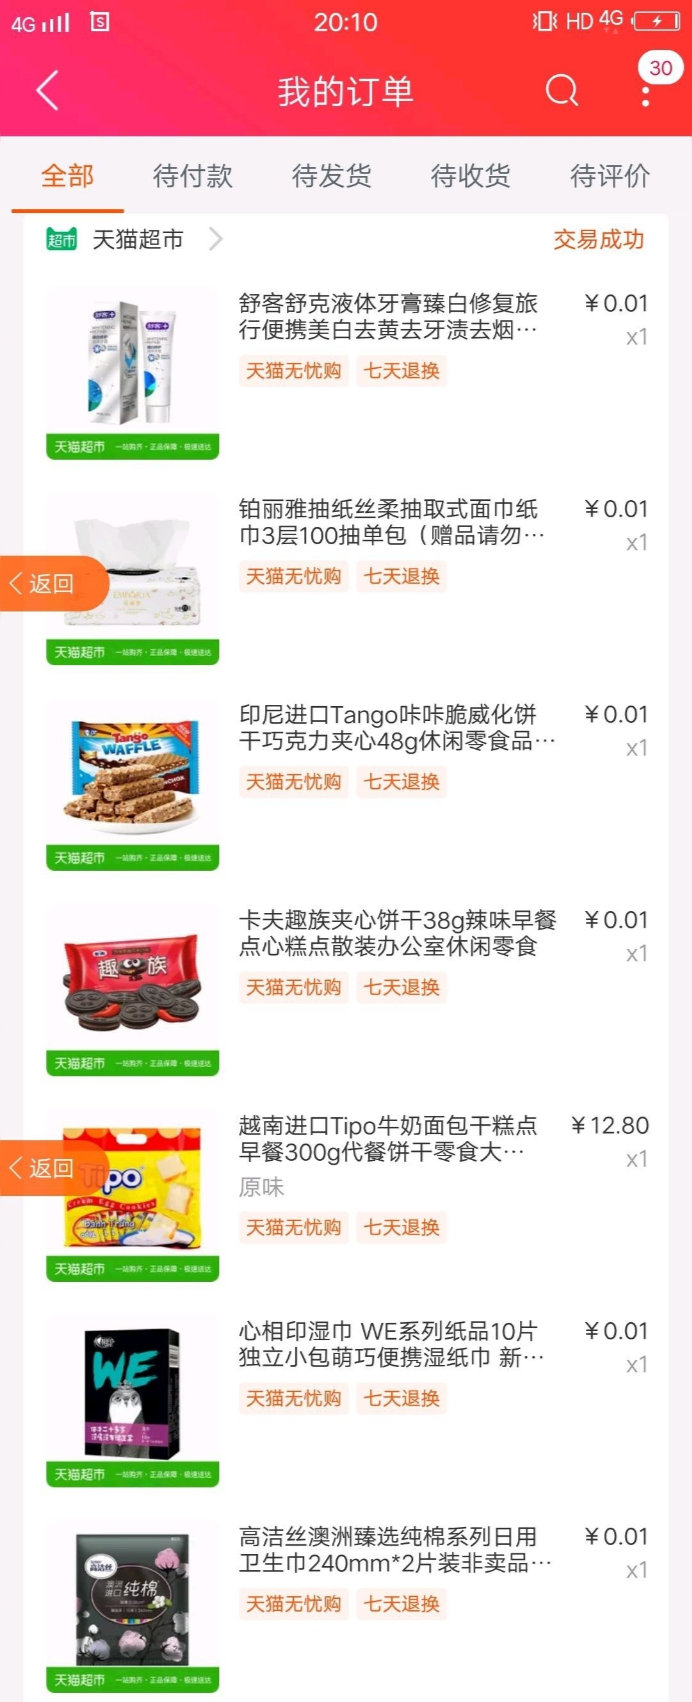 4G
20:10
HD 4G
我的订单
30
全部 待付款 待发货 待收货 待评价
超市 天猫超市
交易成功
舒客舒克液体牙膏臻白修复旅
行便携美白去黄去牙渍去烟…
¥0.01
x1
天猫无忧购 七天退换
舒客
天猫超市 一站购齐·正品保障·极速送达
铂丽雅抽纸丝柔抽取式面巾纸
巾3层100抽单包（赠品请勿…
¥0.01
x1
天猫无忧购 七天退换
返回
天猫超市 一站购齐·正品保障·极速送达
印尼进口Tango咔咔脆威化饼
干巧克力夹心48g休闲零食品…
¥0.01
x1
天猫无忧购 七天退换
Tango
WAFFLE
天猫超市 一站购齐·正品保障·极速送达
卡夫趣族夹心饼干38g辣味早餐
点心糕点散装办公室休闲零食
¥0.01
x1
天猫无忧购 七天退换
趣族
天猫超市 一站购齐·正品保障·极速送达
越南进口Tipo牛奶面包干糕点
早餐300g代餐饼干零食大…
¥12.80
x1
原味
天猫无忧购 七天退换
返回
Tipo
Cream Egg Cookies
Bánh Trứng
天猫超市 一站购齐·正品保障·极速送达
心相印湿巾 WE系列纸品10片
独立小包萌巧便携湿纸巾 新…
¥0.01
x1
天猫无忧购 七天退换
WE
天猫超市 一站购齐·正品保障·极速送达
高洁丝澳洲臻选纯棉系列日用
卫生巾240mm*2片装非卖品…
¥0.01
x1
天猫无忧购 七天退换
高洁丝
澳洲
进口 纯棉
天猫超市 一站购齐·正品保障·极速送达